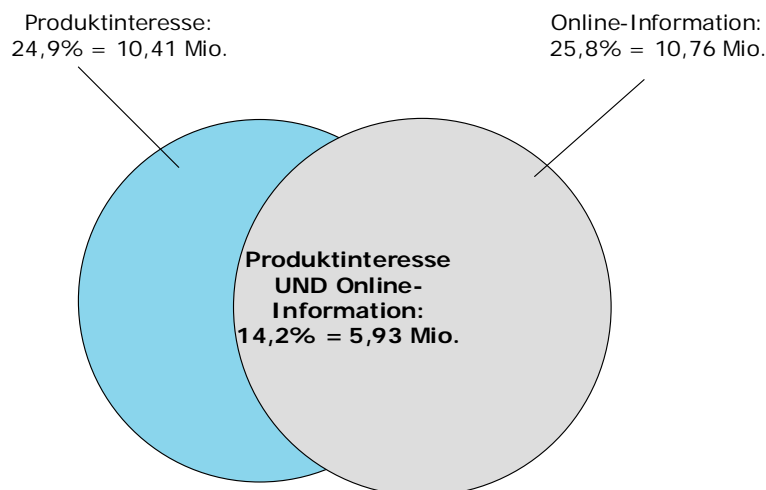 Produktinteresse:
24,9% = 10,41 Mio.
Online-Information:
25,8% = 10,76 Mio.
Produktinteresse
UND Online-
Information:
14,2% = 5,93 Mio.